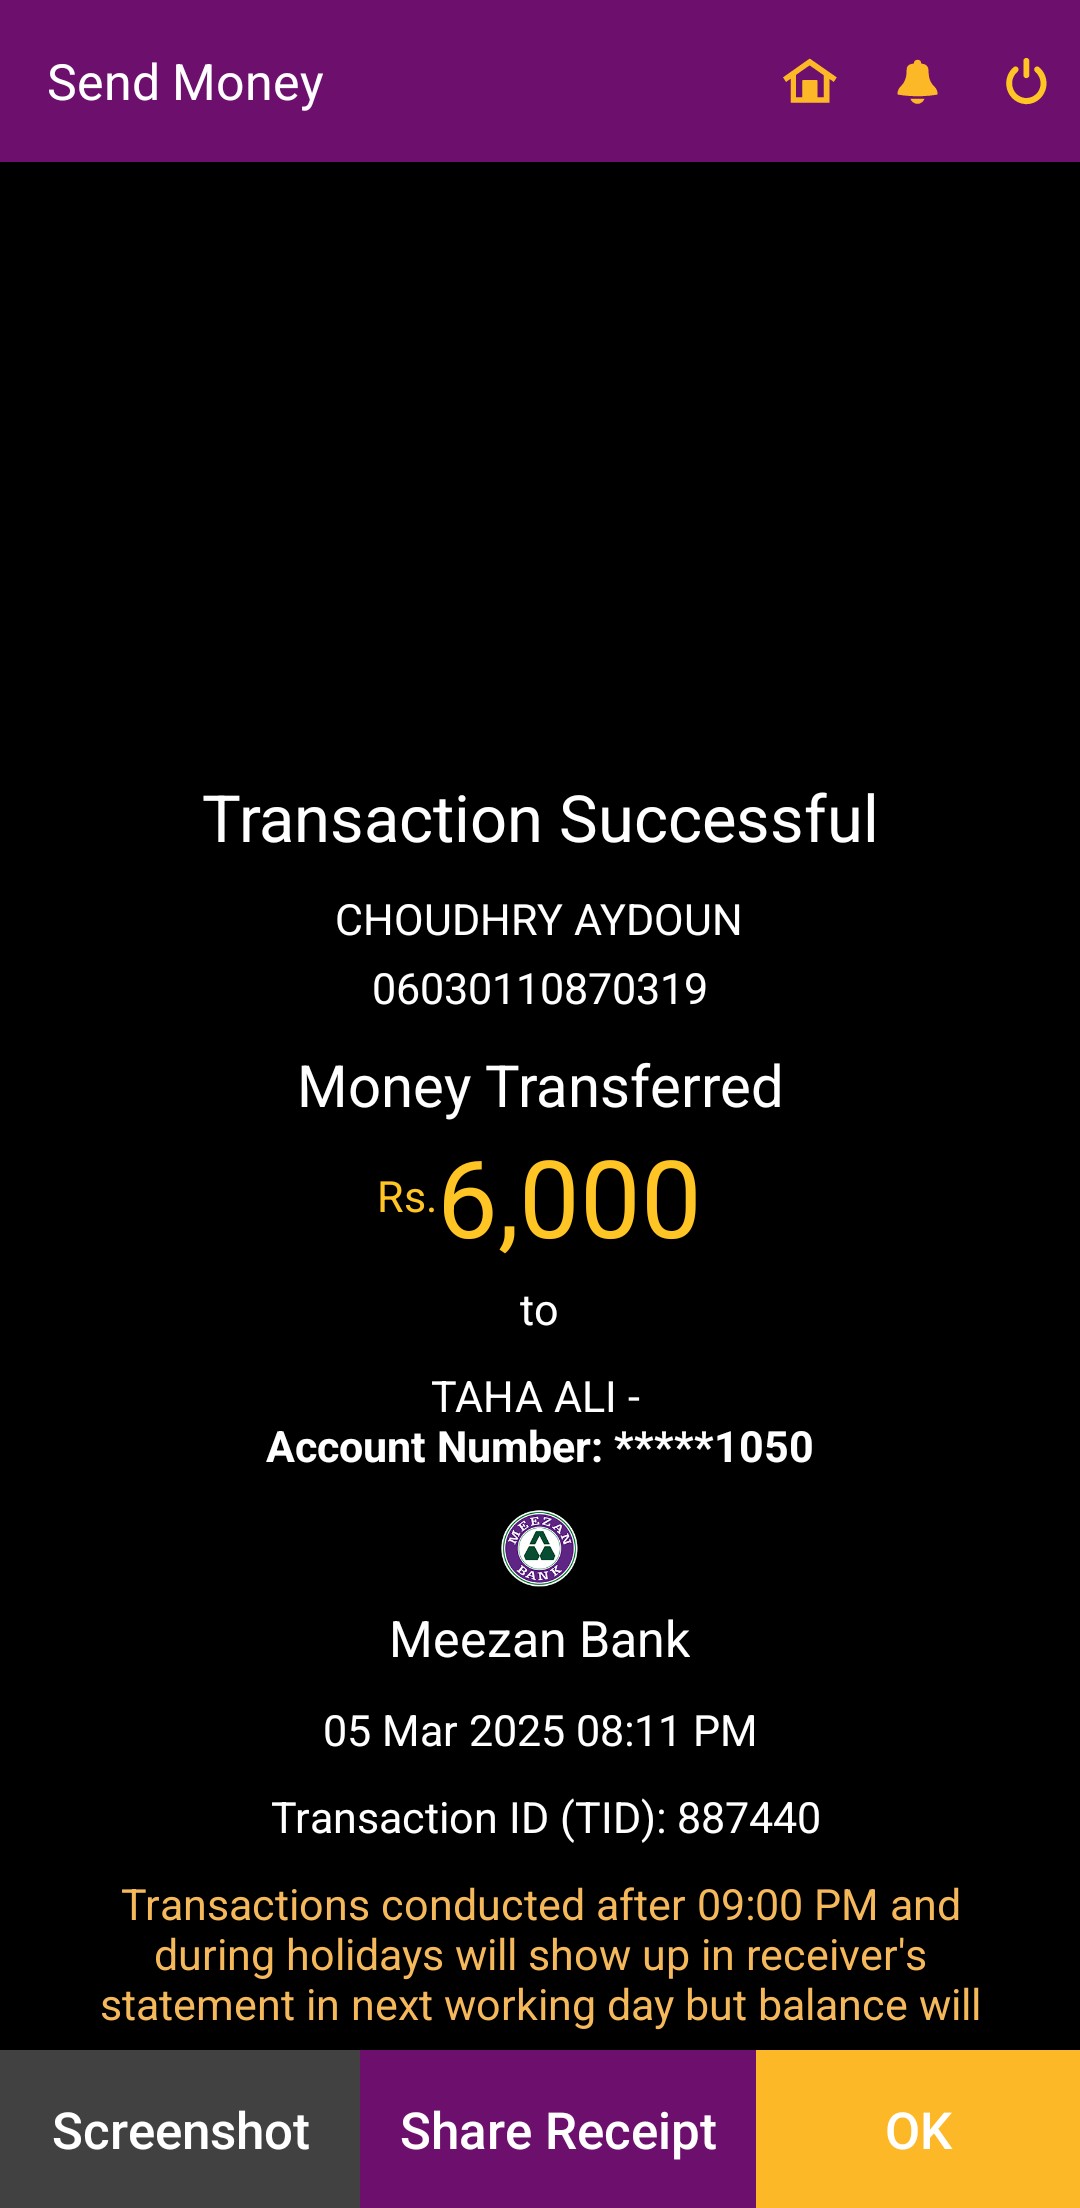 Send Money
Transaction Successful
CHOUDHRY AYDOUN
06030110870319
Money Transferred
Rs.6,000
to
TAHA ALI -
Account Number: *****1050
MEEZAN
BANK
Meezan Bank
05 Mar 2025 08:11 PM
Transaction ID (TID): 887440
Transactions conducted after 09:00 PM and
during holidays will show up in receiver's
statement in next working day but balance will
Screenshot
Share Receipt
OK